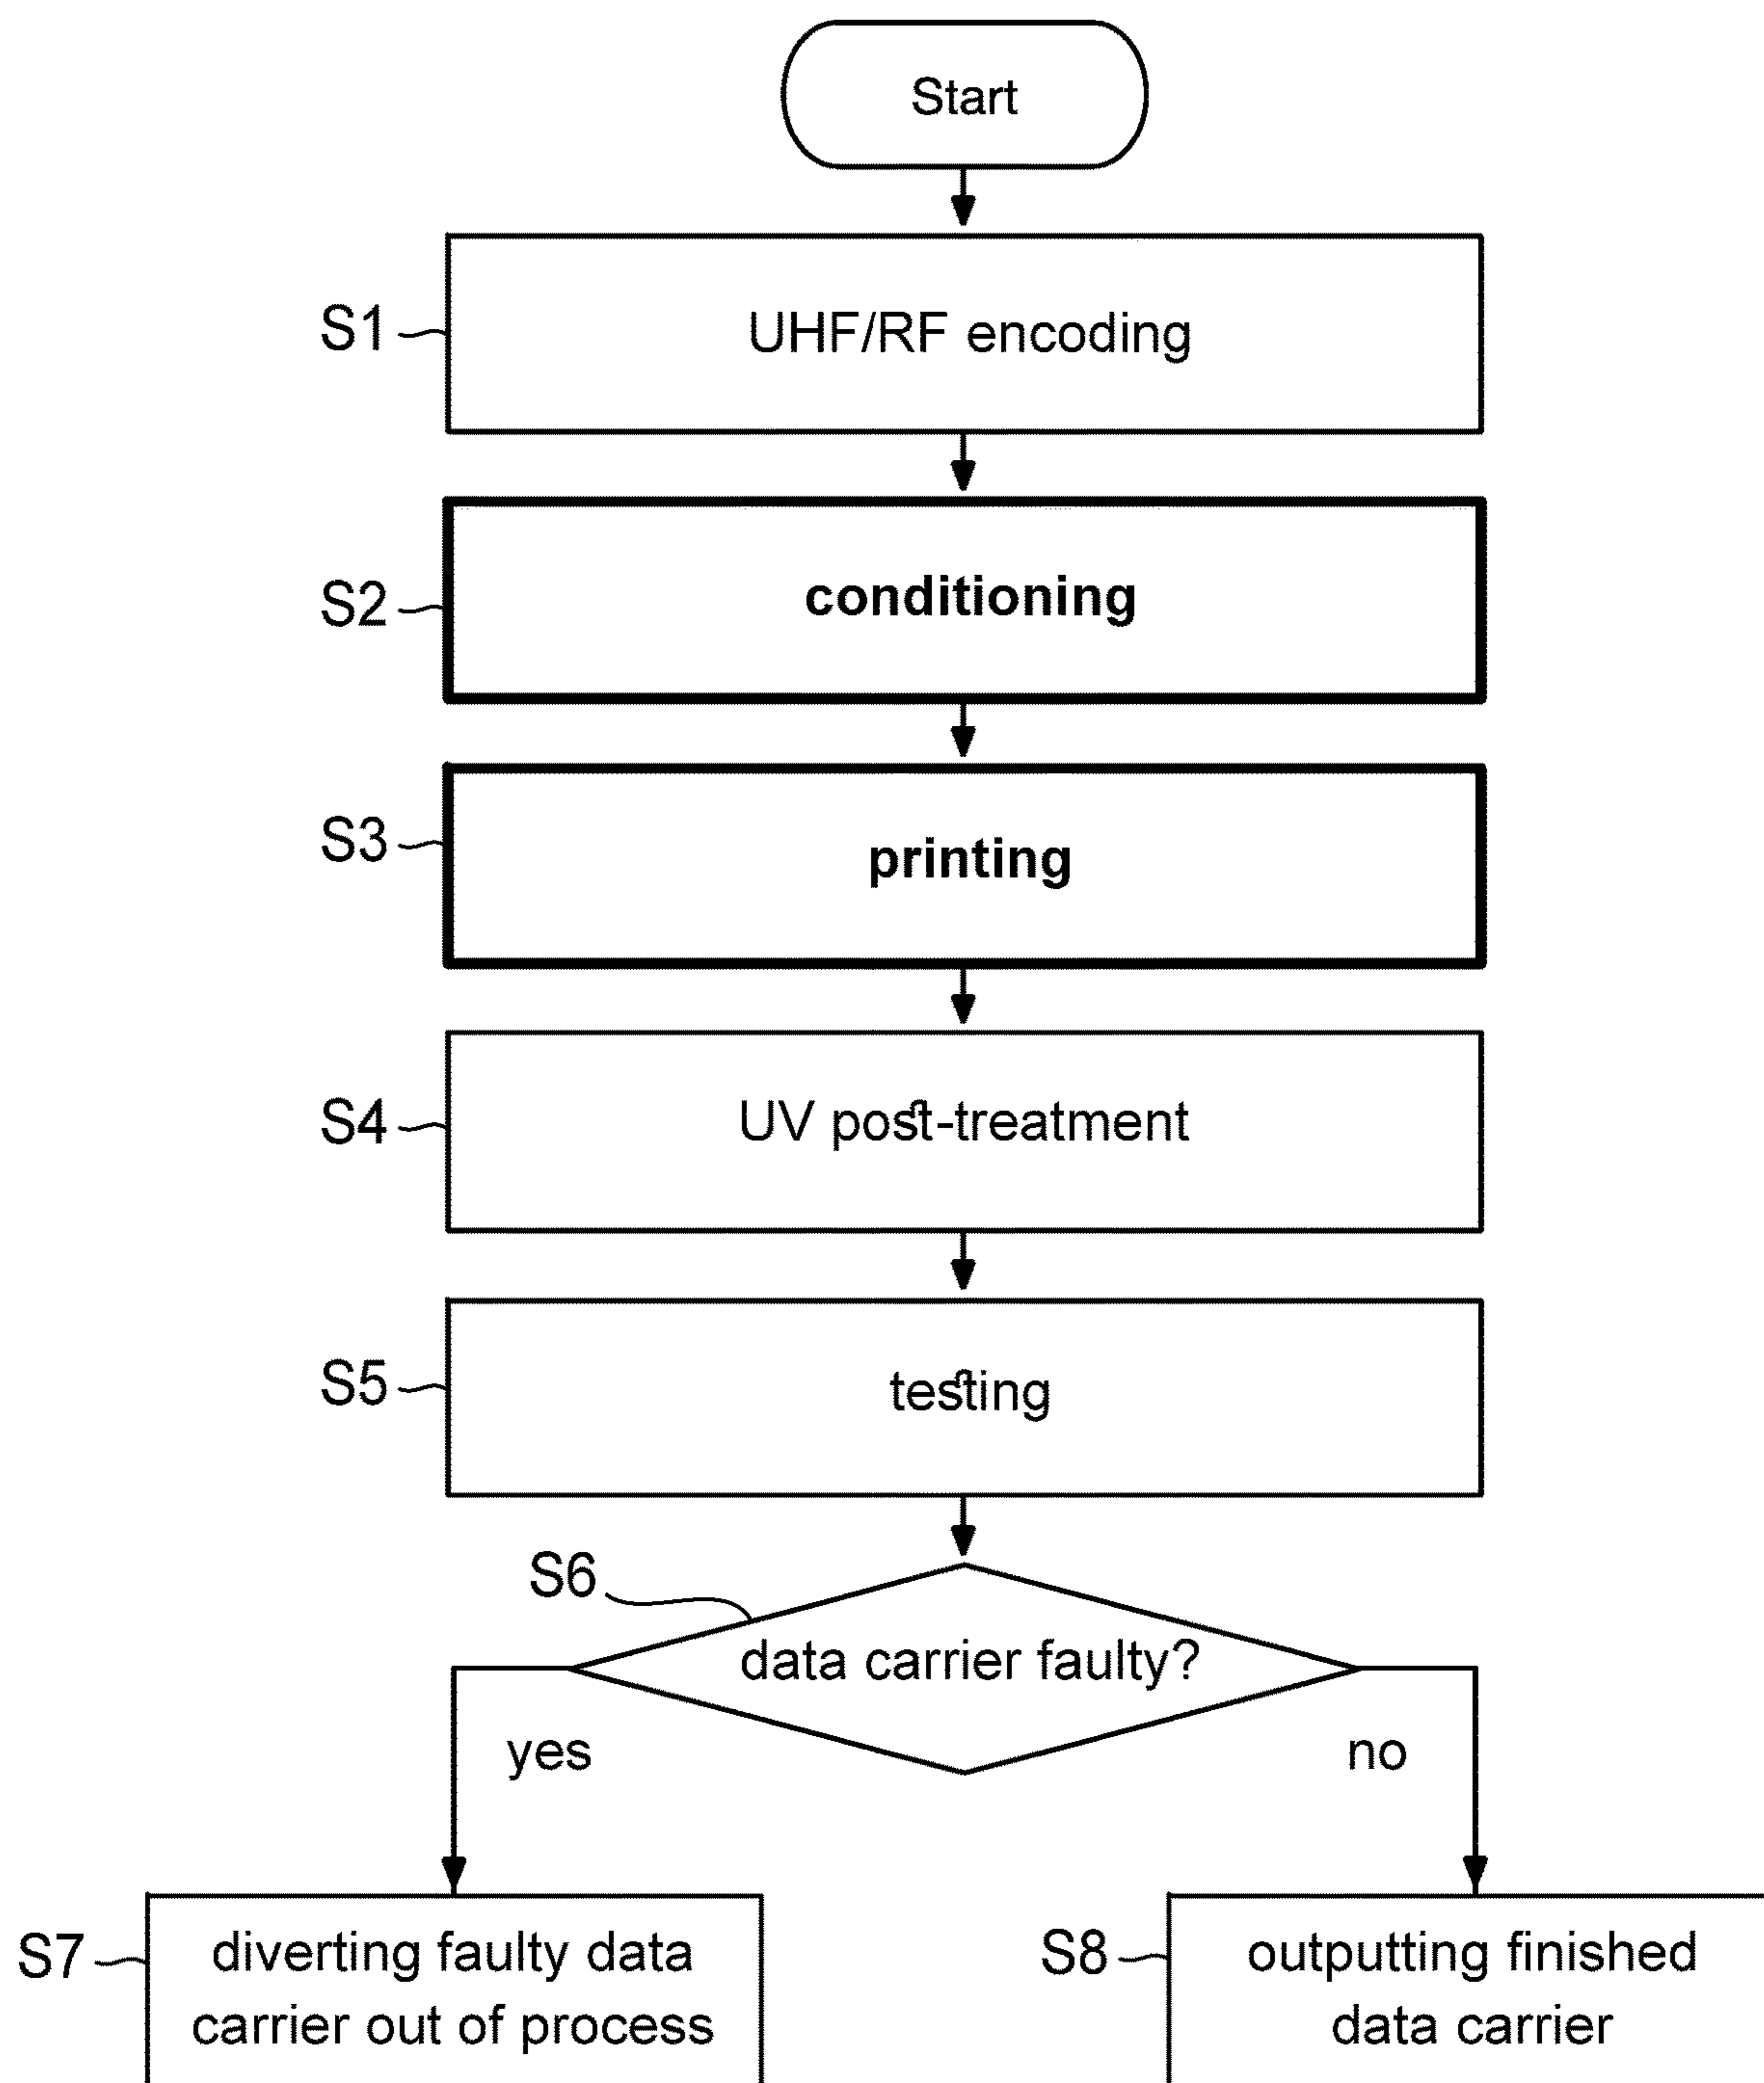 Start
S1
UHF/RF encoding
S2
conditioning
S3
printing
S4
UV post-treatment
S5
testing
S6
data carrier faulty?
yes
no
S7
diverting faulty data
carrier out of process
S8
outputting finished
data carrier